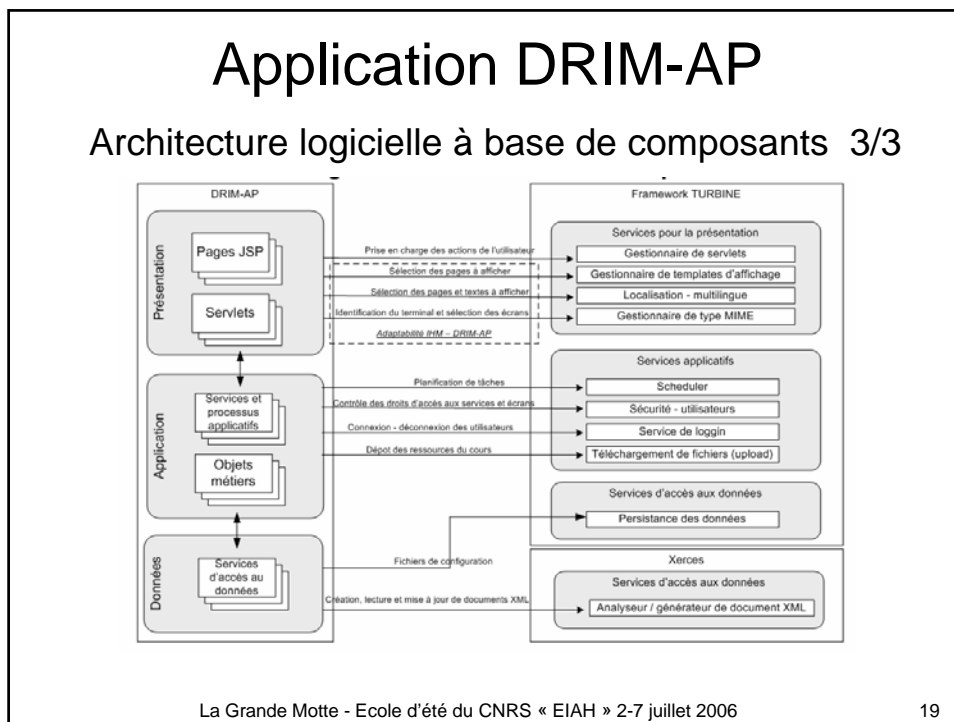 Application DRIM-AP
Architecture logicielle à base de composants 3/3
DRIM-AP
Framework TURBINE
Présentation
Pages JSP
Servlets
Prise en charge des actions de l'utilisateur
Sélection des pages à afficher
Sélection des pages et textes à afficher
Identification du terminal et sélection des écrans
Adaptabilité IHM – DRIM-AP
Services pour la présentation
Gestionnaire de servlets
Gestionnaire de templates d'affichage
Localisation - multilingue
Gestionnaire de type MIME
Application
Services et
processus
applicatifs
Objets
métiers
Planification de tâches
Contrôle des droits d'accès aux services et écrans
Connexion - déconnexion des utilisateurs
Dépot des ressources du cours
Services applicatifs
Scheduler
Sécurité - utilisateurs
Service de loggin
Téléchargement de fichiers (upload)
Services d'accès aux données
Persistance des données
Données
Services
d'accès au
données
Fichiers de configuration
Création, lecture et mise à jour de documents XML
Xerces
Services d'accès aux données
Analyseur / générateur de document XML
La Grande Motte - Ecole d'été du CNRS « EIAH » 2-7 juillet 2006
19